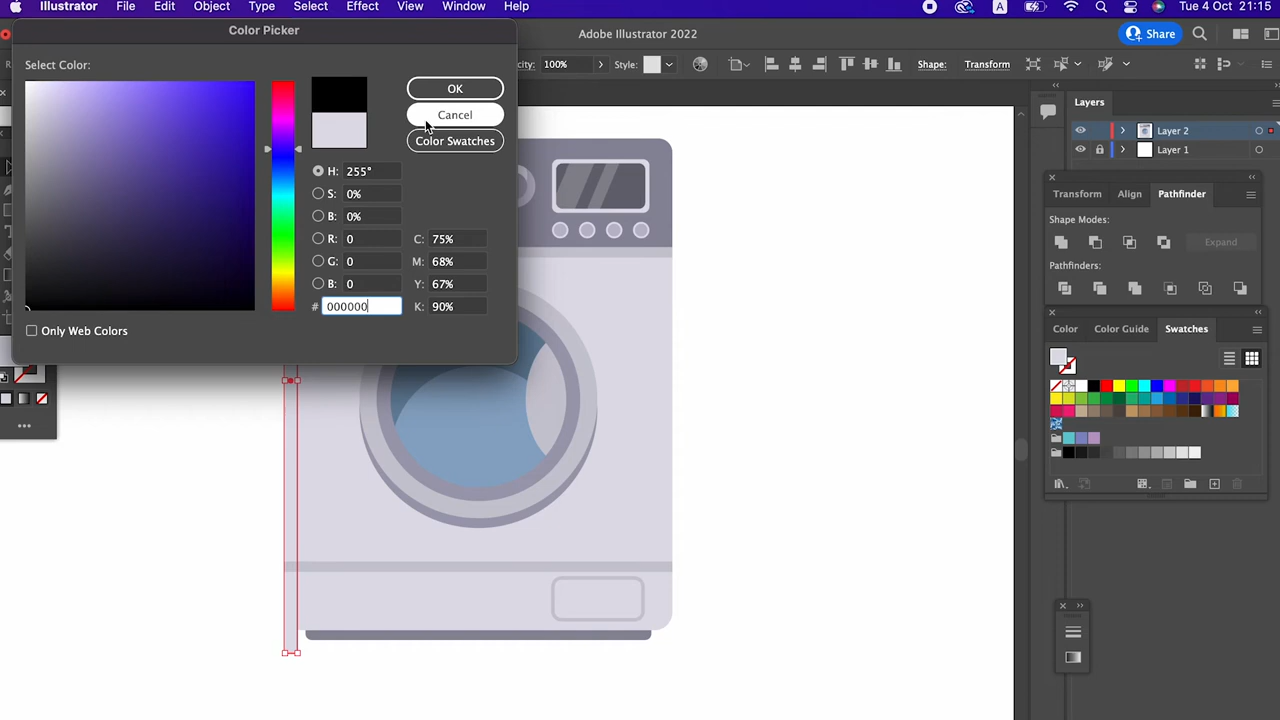 Illustrator File Edit Object Type Select Effect View Window Help
A Tue 4 Oct 21:15
Color Picker
Adobe Illustrator 2022
Share
Select Color:
OK
Cancel
Color Swatches
H: 255°
S: 0%
B: 0%
R: 0
G: 0
B: 0
# 000000
C: 75%
M: 68%
Y: 67%
K: 90%
Only Web Colors
100% Style:
Shape: Transform
Layers
Layer 2
Layer 1
Transform Align Pathfinder
Shape Modes:
Expand
Pathfinders:
Color Color Guide Swatches